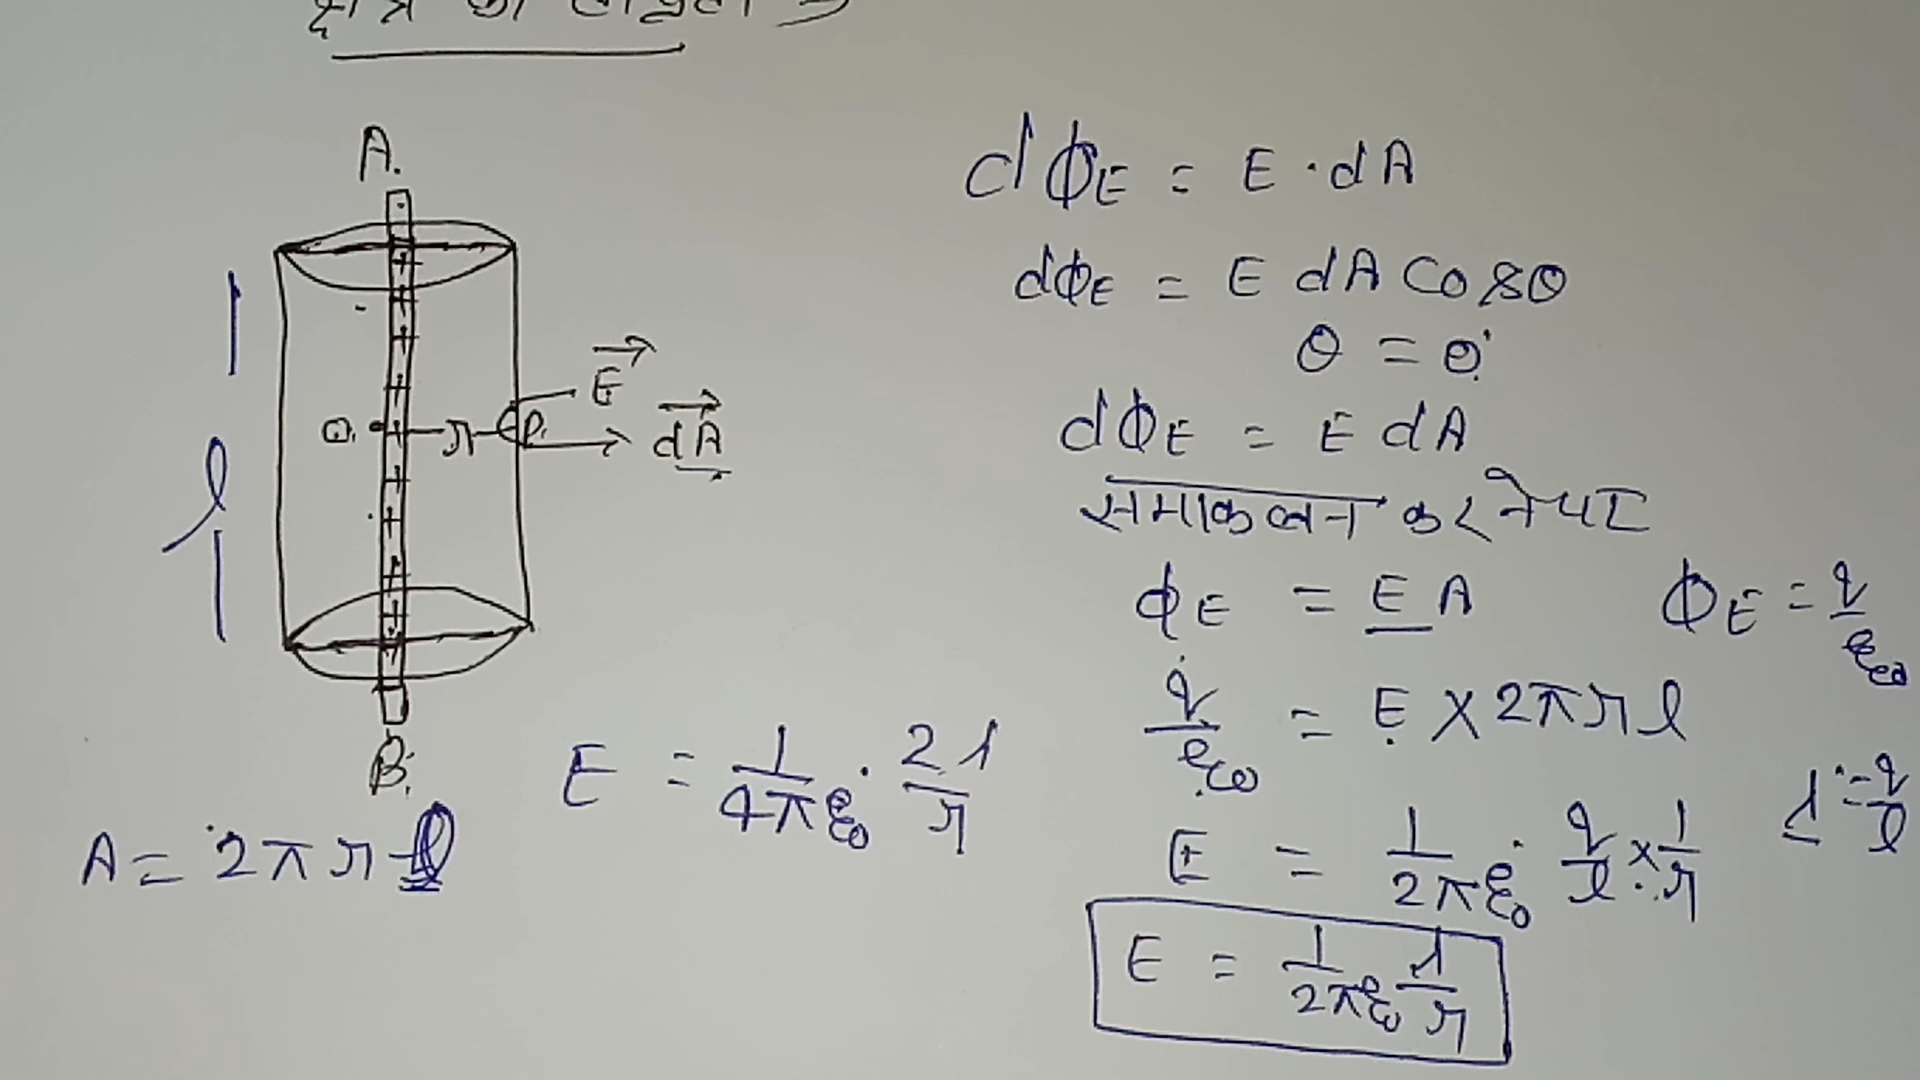 क्षेत्र की तीव्रता →
A.
l
O. r P.
E→
dA→
B.
A = 2πrl
E = 1/4πε₀ · 2λ/r
dΦE = E · dA
dΦE = E dA Cosθ
θ = 0°
dΦE = E dA
समाकलन करने पर
ΦE = E A ΦE = q/ε₀
q/ε₀ = E × 2πrl
λ = q/l
E = 1/2πε₀ q/l × 1/r
E = 1/2πε₀ λ/r